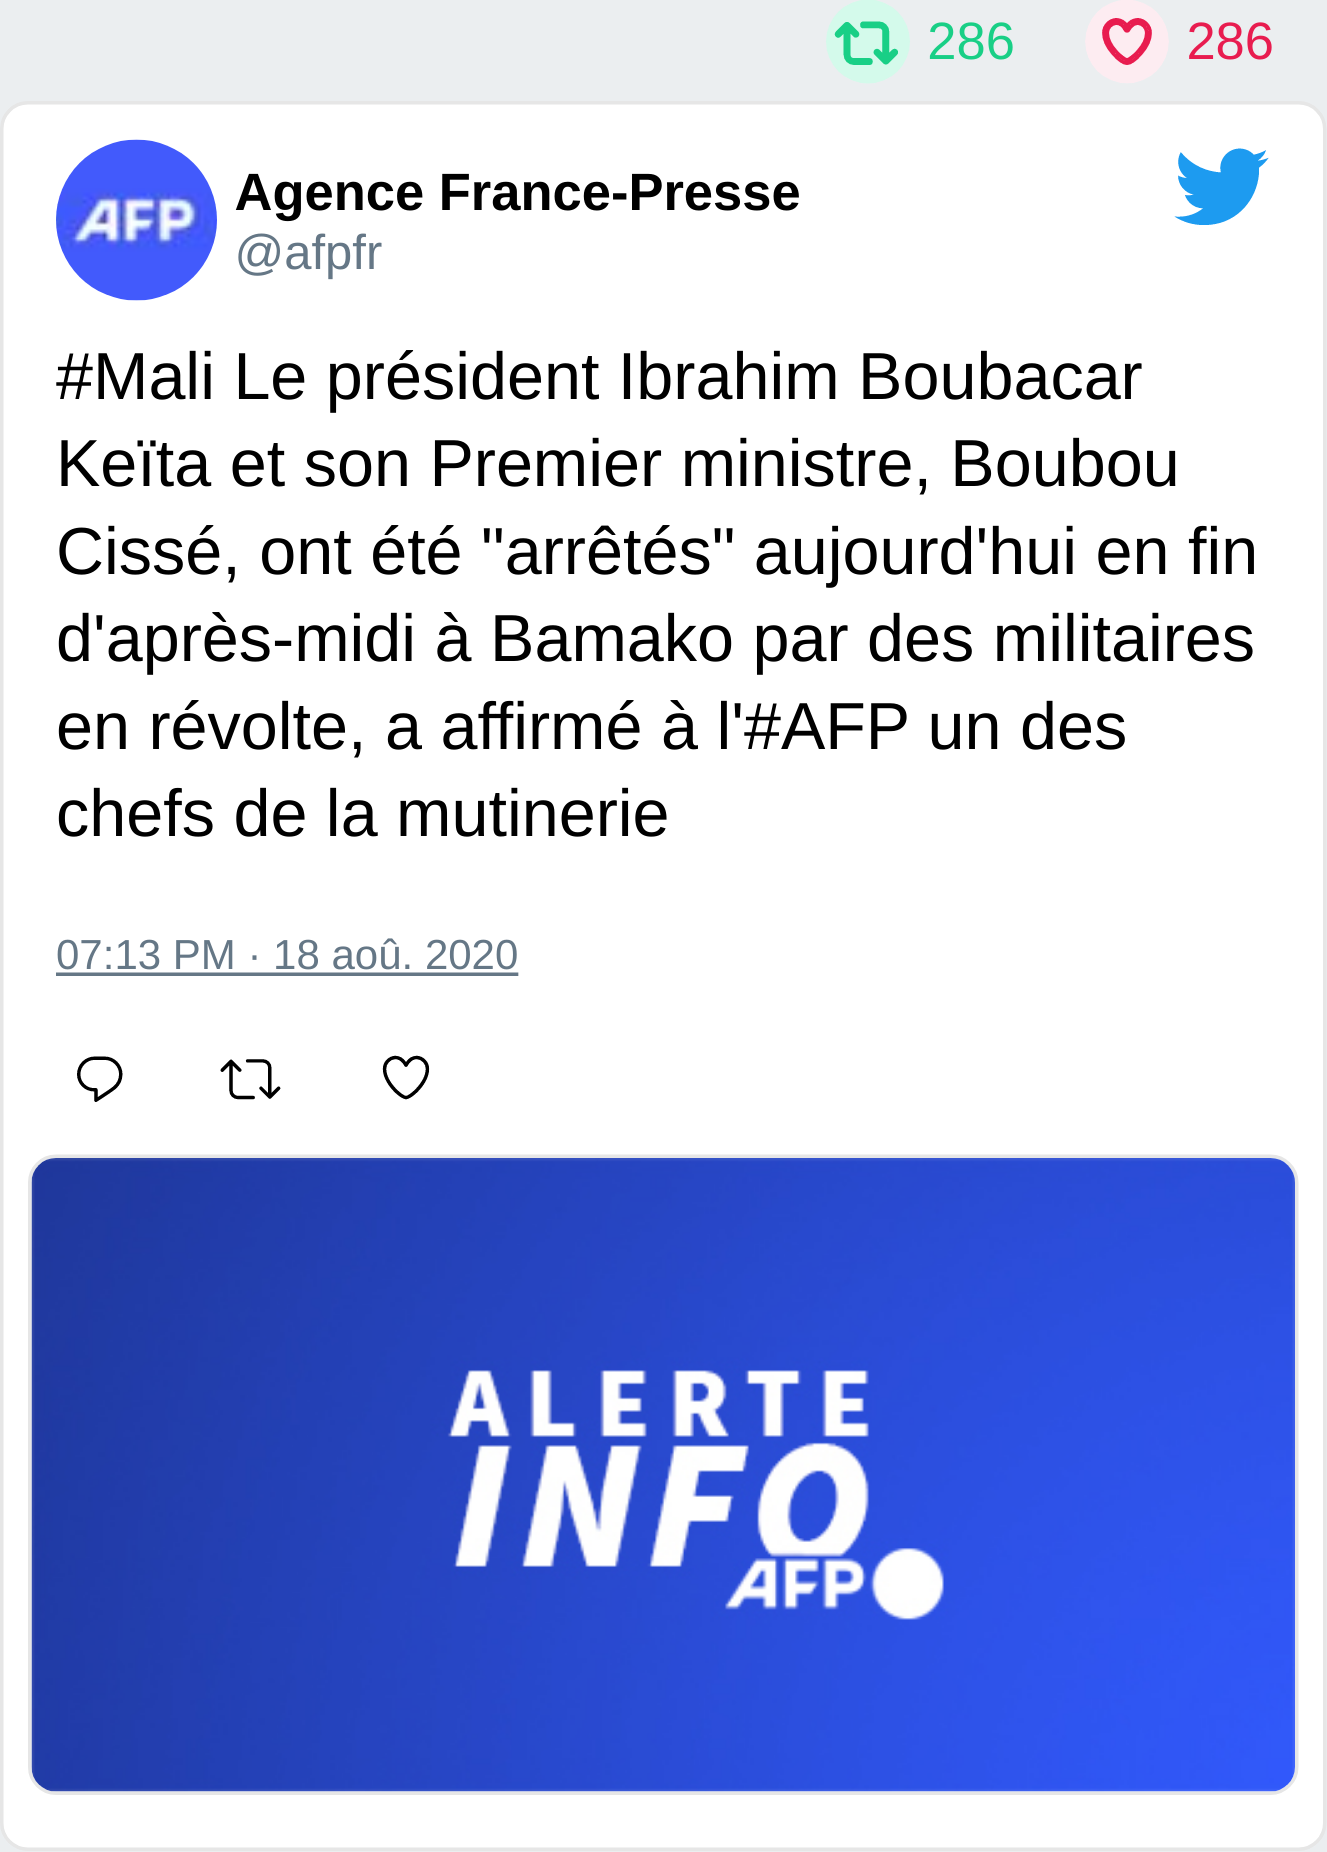 286 286
AFP
Agence France-Presse
@afpfr
#Mali Le président Ibrahim Boubacar
Keïta et son Premier ministre, Boubou
Cissé, ont été "arrêtés" aujourd'hui en fin
d'après-midi à Bamako par des militaires
en révolte, a affirmé à l'#AFP un des
chefs de la mutinerie
07:13 PM · 18 aoû. 2020
ALERTE
INFO
AFP